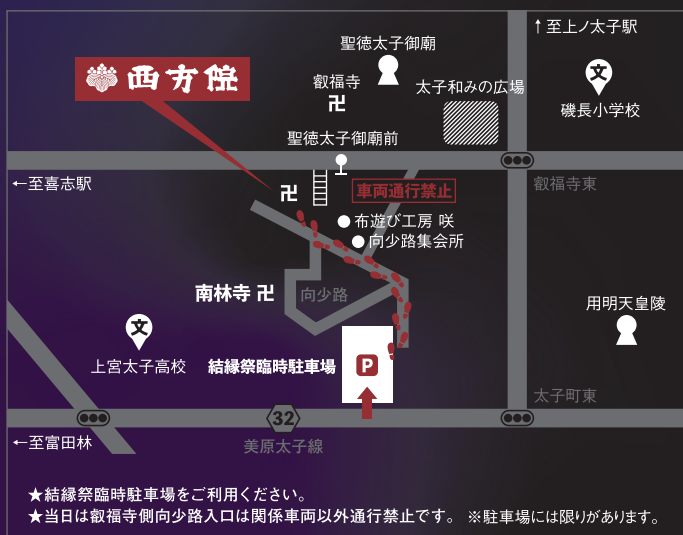 ↑至上ノ太子駅
聖徳太子御廟
文
西方院
叡福寺
卍
太子和みの広場
磯長小学校
聖徳太子御廟前
←至喜志駅
卍
車両通行禁止
叡福寺東
布遊び工房 咲
向少路集会所
南林寺 卍
向少路
用明天皇陵
文
上宮太子高校
結縁祭臨時駐車場
P
太子町東
32
←至富田林
美原太子線
★結縁祭臨時駐車場をご利用ください。
★当日は叡福寺側向少路入口は関係車両以外通行禁止です。 ※駐車場には限りがあります。